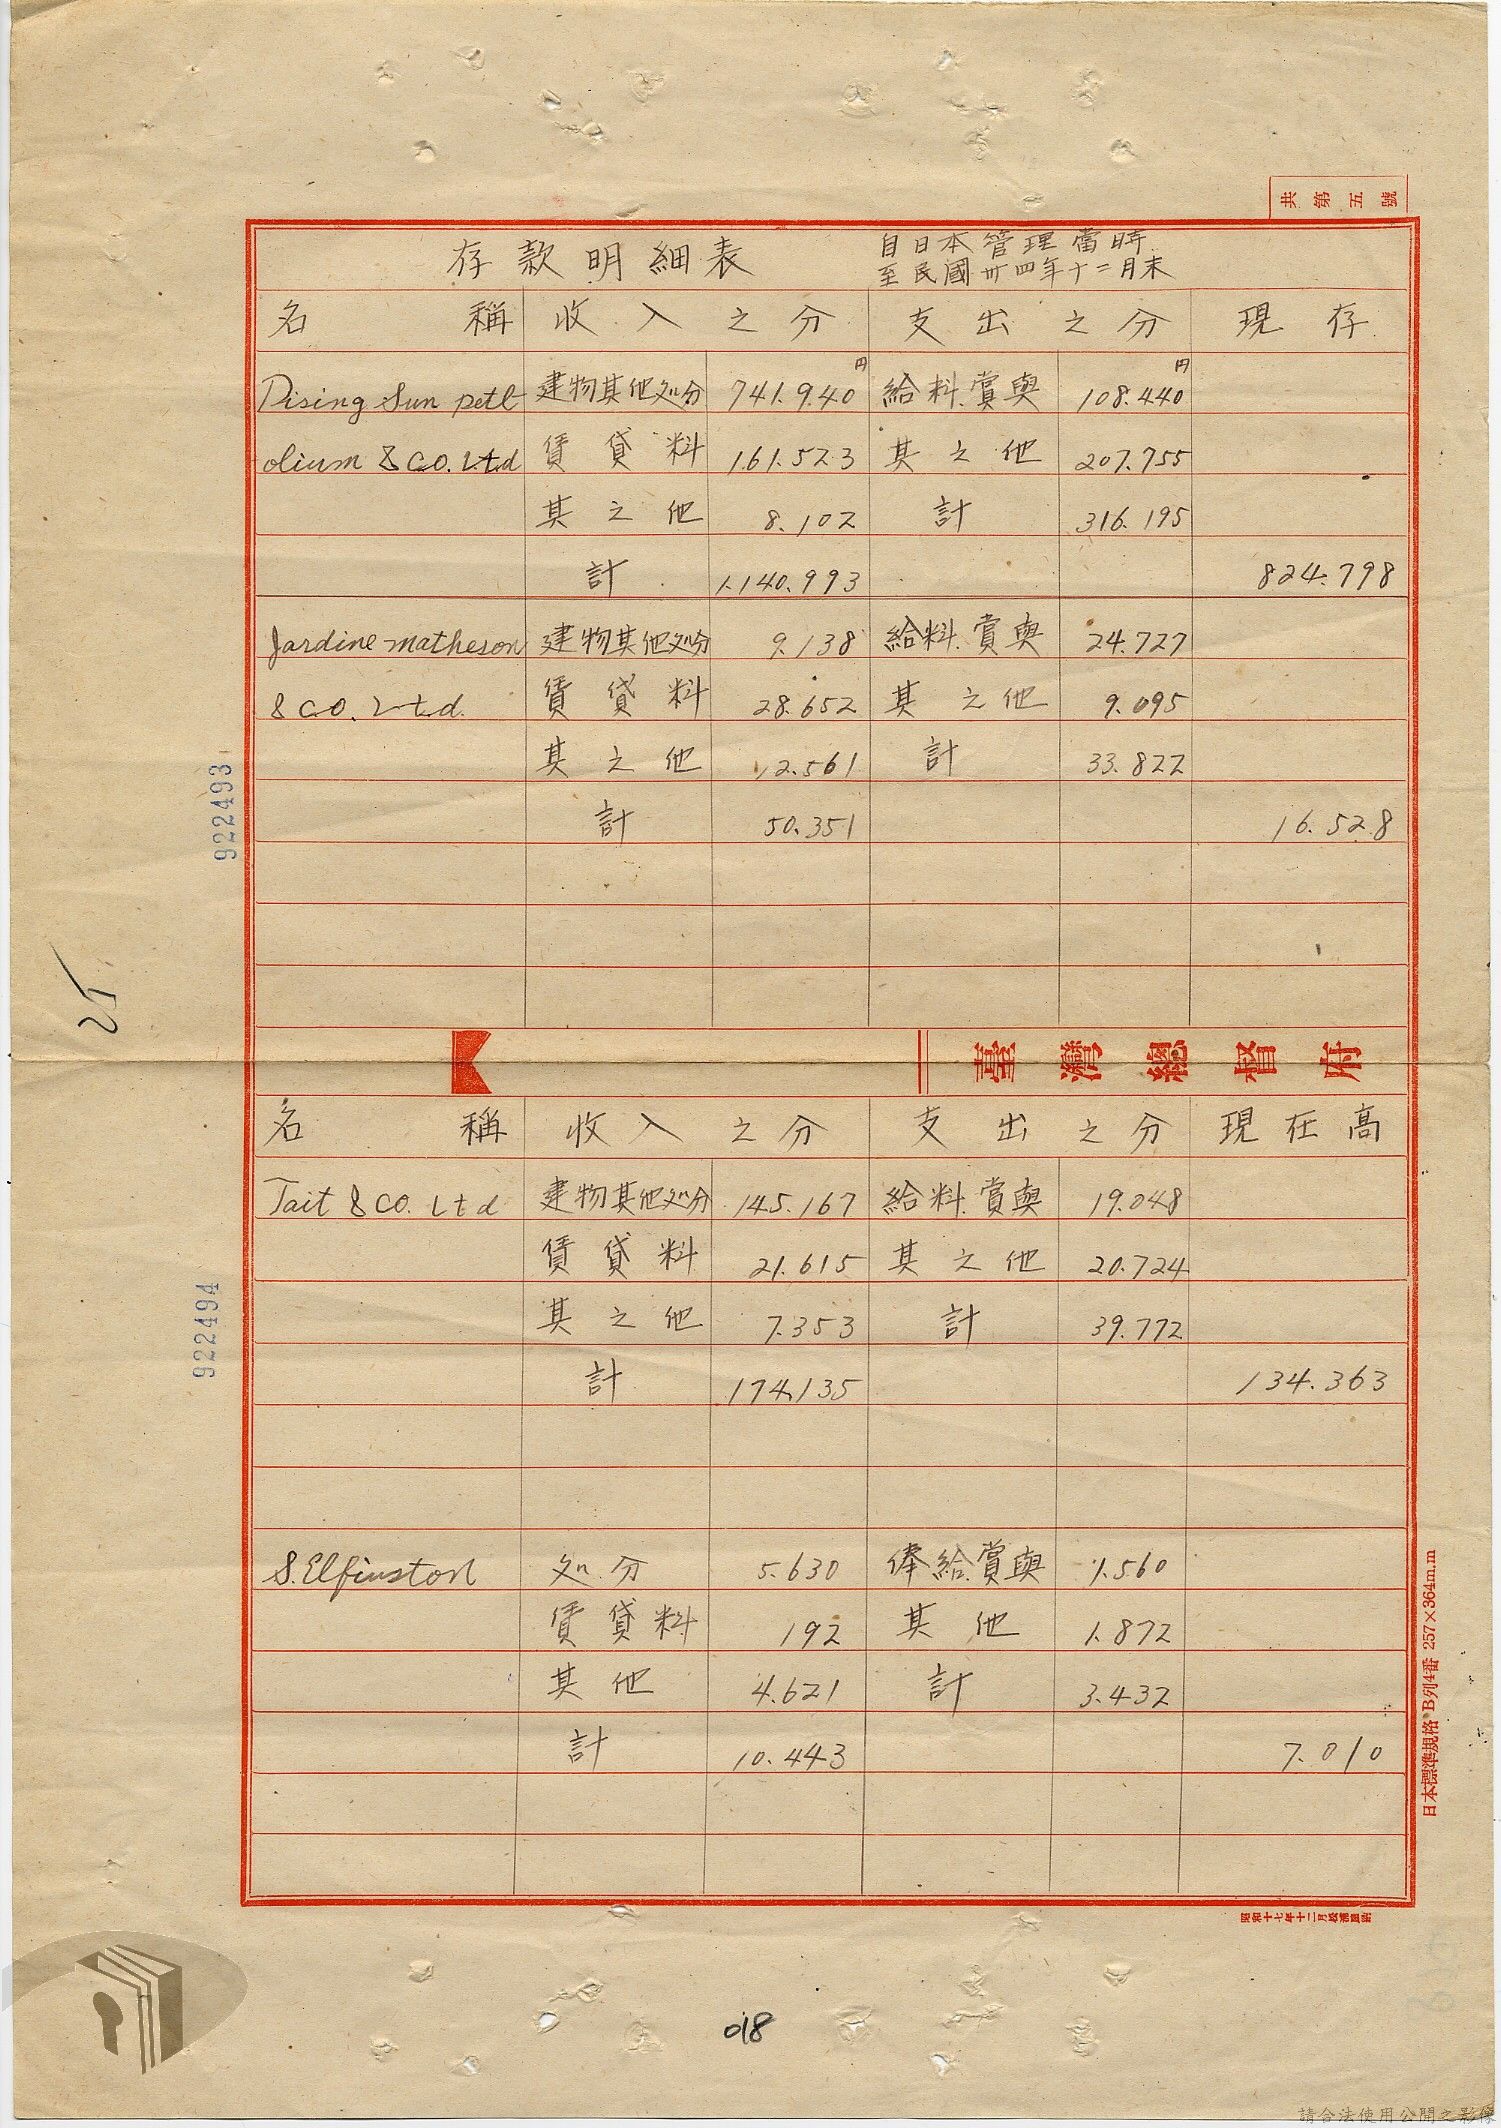 共第五號
存款明細表 自日本管理當時
至民國卅四年十二月末
名稱 收入之分 支出之分 現存
円 円
Rising Sun petl 建物其他処分 741.940 給料.賞與 108.440
olium & CO. Ltd 賃貸料 161.523 其之他 207.755
其之他 8.102 計 316.195
計 1.140.993 824.798
Jardine matheson 建物其他処分 9.138 給料.賞與 24.727
& CO. Ltd. 賃貸料 28.652 其之他 9.095
其之他 12.561 計 33.822
計 50.351 16.528
922493
25
臺灣總督府
名稱 收入之分 支出之分 現在高
Tait & CO. Ltd 建物其他処分 145.167 給料.賞與 19.048
賃貸料 21.615 其之他 20.724
其之他 7.353 計 39.772
計 174.135 134.363
922494
S.Elfinston 処分 5.630 俸給.賞與 1.560
賃貸料 192 其他 1.872
其他 4.621 計 3.432
計 10.443 7.010
日本標準規格 B列4番 257×364m.m
昭和十七年十二月
018
請合法使用公開之影像